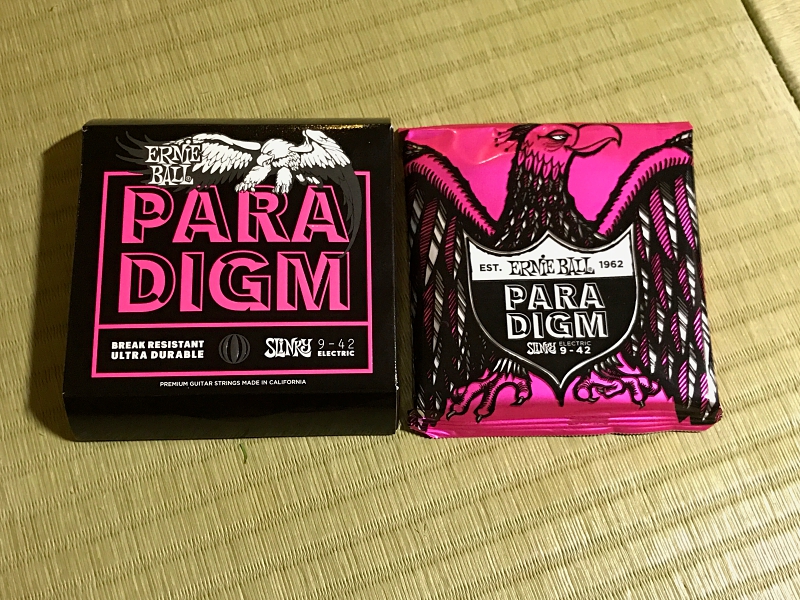 ERNIE
BALL
PARA
DIGM
BREAK RESISTANT
ULTRA DURABLE
SLINKY
9-42
ELECTRIC
PREMIUM GUITAR STRINGS MADE IN CALIFORNIA
EST. ERNIE BALL 1962
PARA
DIGM
SLINKY
ELECTRIC
9-42